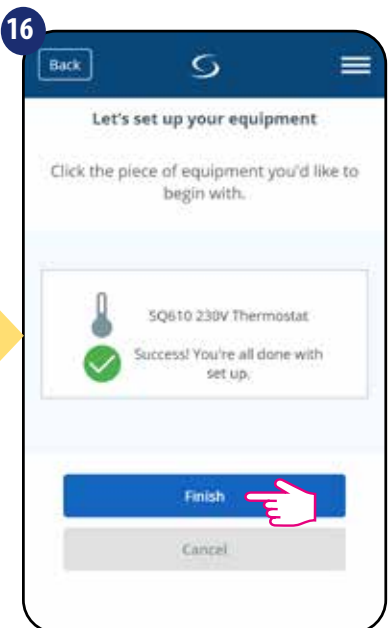 16
Back
Let's set up your equipment
Click the piece of equipment you'd like to
begin with.
SQ610 230V Thermostat
Success! You're all done with
set up.
Finish
Cancel